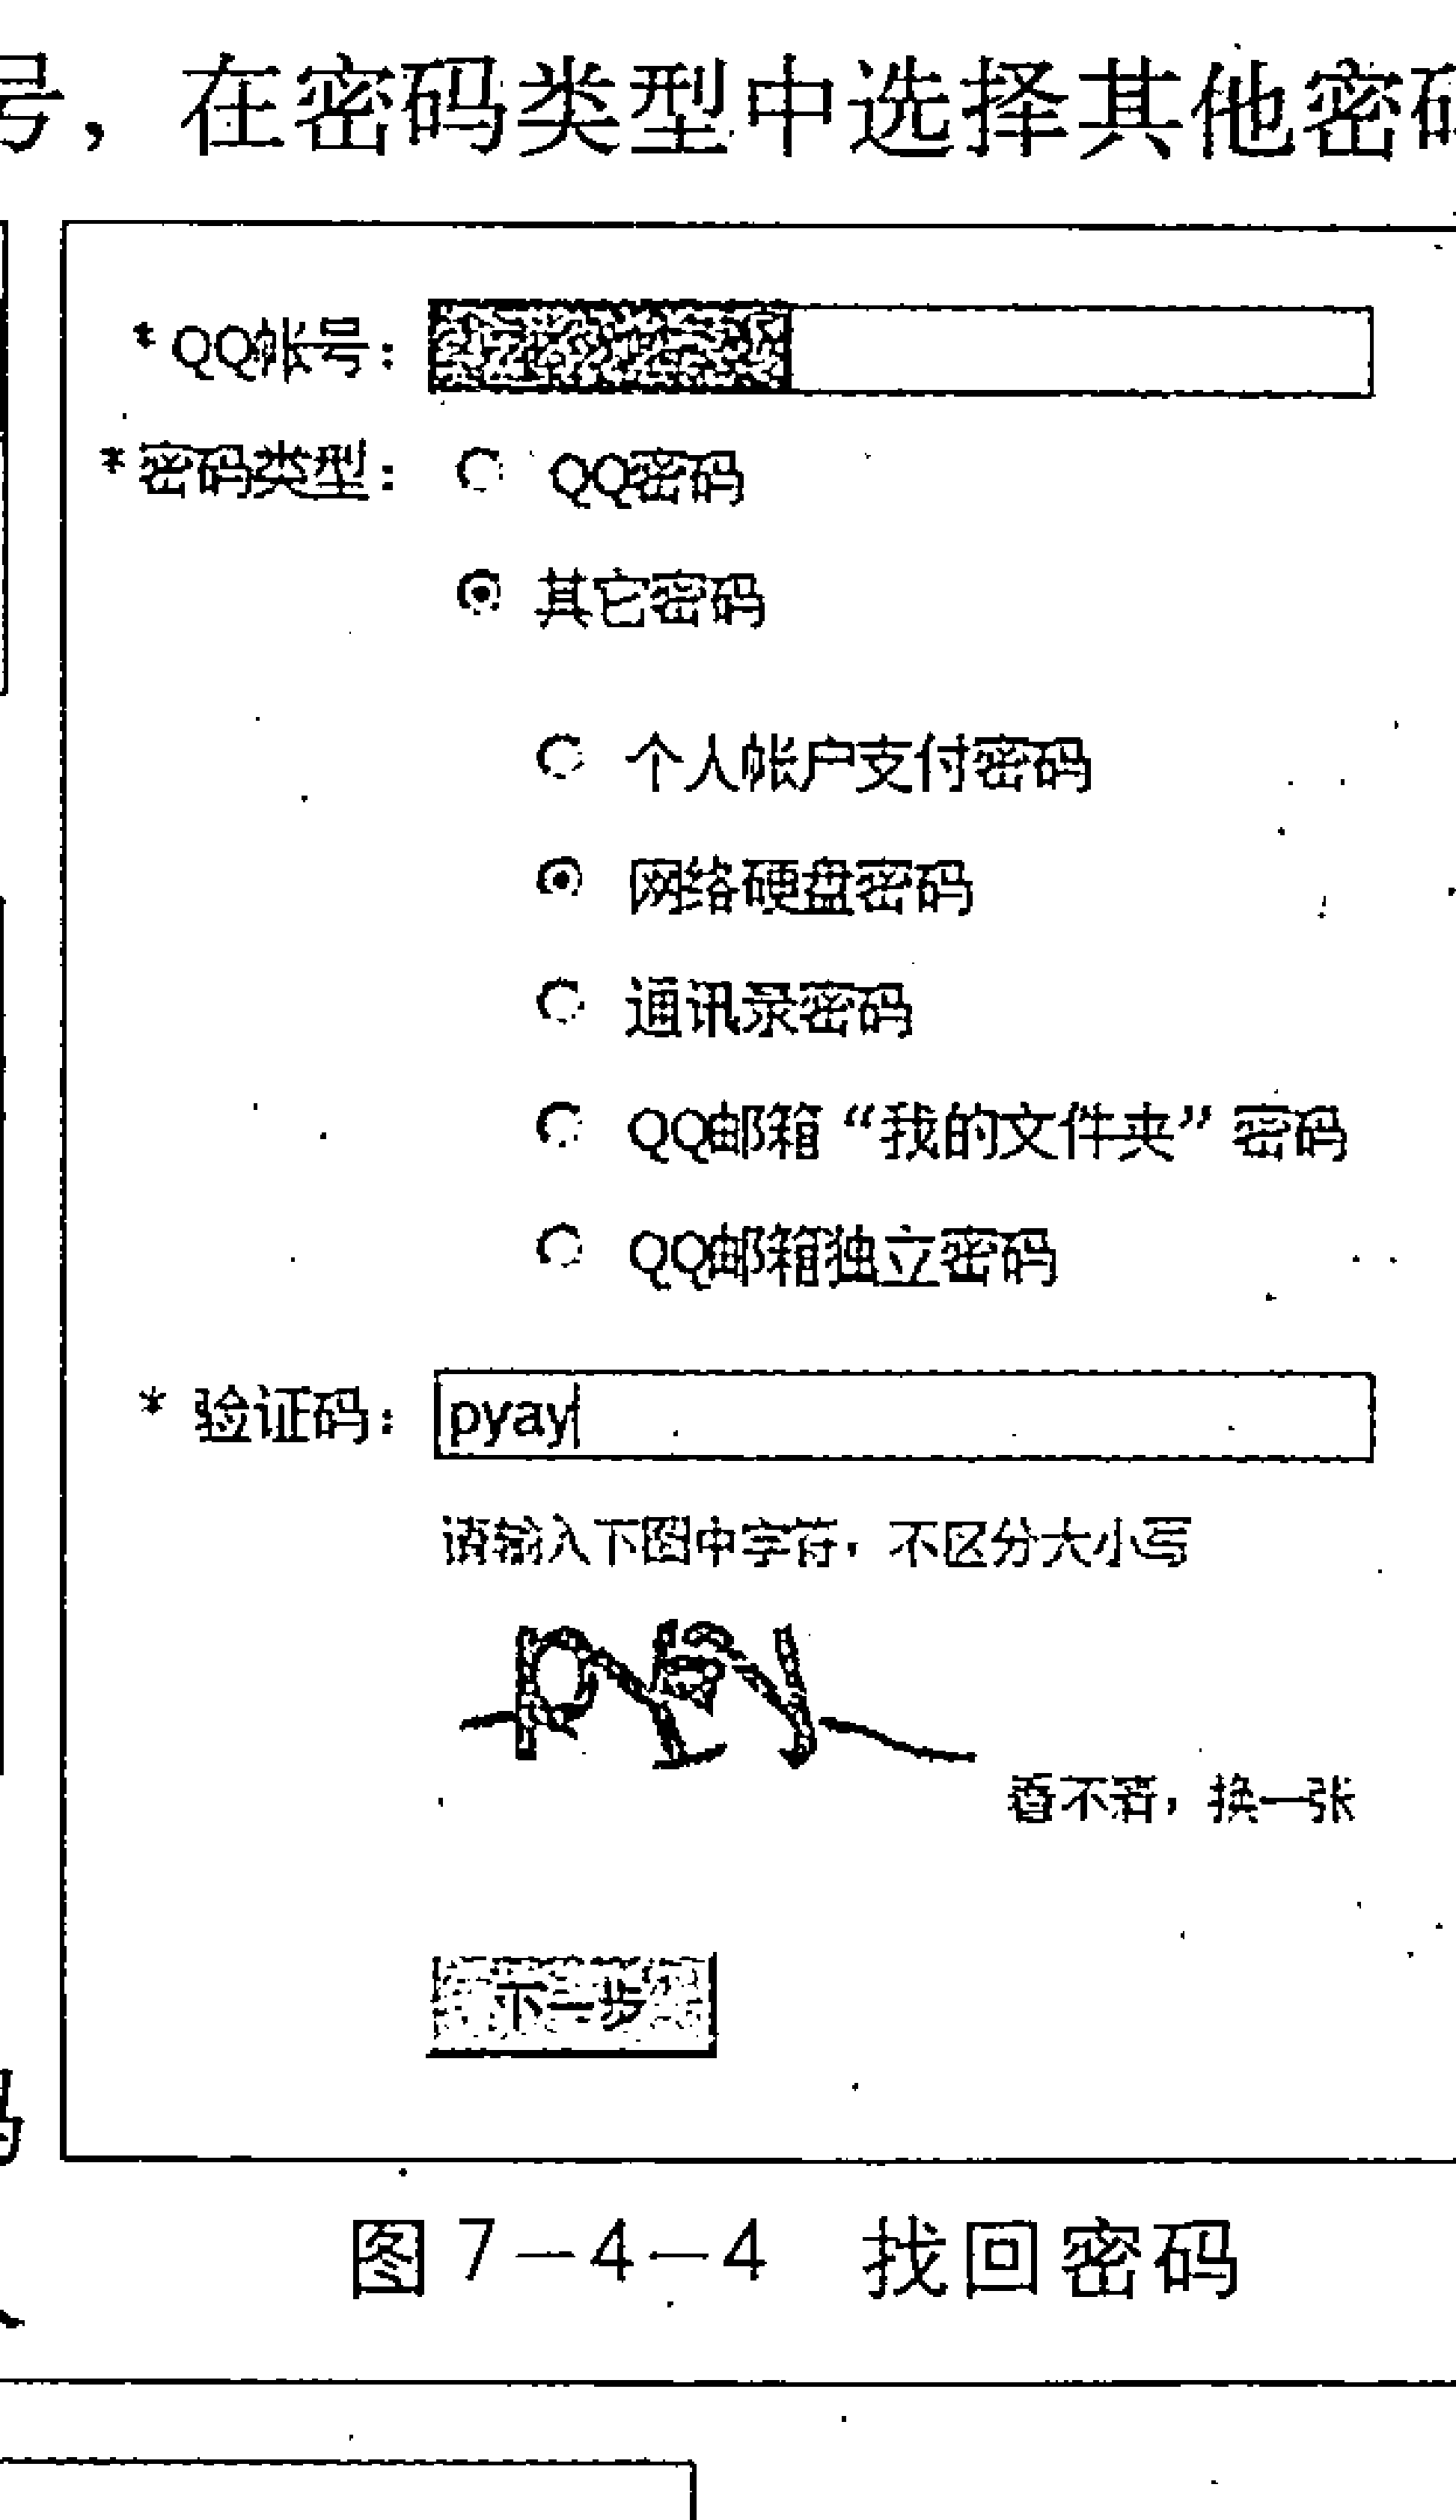 号，在密码类型中选择其他密码
* QQ帐号：
* 密码类型： QQ密码
其它密码
个人帐户支付密码
网络硬盘密码
通讯录密码
QQ邮箱“我的文件夹”密码
QQ邮箱独立密码
* 验证码： pyay
请输入下图中字符，不区分大小写
看不清，换一张
下一步
码
图7－4－4 找回密码